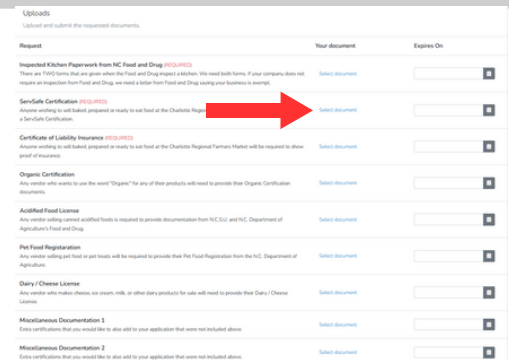 Uploads
Upload and submit the requested documents.
Request Your document Expires On
Inspected Kitchen Paperwork from NC Food and Drug (REQUIRED)
There are TWO forms that are given when the Food and Drug inspect a kitchen. We need both forms. If your company does not
require an inspection from Food and Drug, we need a letter from Food and Drug saying your business is exempt.
Select document
ServSafe Certification (REQUIRED)
Anyone wishing to sell baked, prepared or ready to eat food at the Charlotte Region
a ServSafe Certification.
Select document
Certificate of Liability Insurance (REQUIRED)
Anyone wishing to sell baked, prepared or ready to eat food at the Charlotte Regional Farmers Market will be required to show
proof of insurance.
Select document
Organic Certification
Any vendor who wants to use the word "Organic" for any of their products will need to provide their Organic Certification
documents.
Select document
Acidified Food License
Any vendor selling canned acidified foods is required to provide documentation from N.C.S.U. and N.C. Department of
Agriculture's Food and Drug.
Select document
Pet Food Registaration
Any vendor selling pet food or pet treats will be required to provide their Pet Food Registration from the N.C. Department of
Agriculture.
Select document
Dairy / Cheese License
Any vendor who makes cheese, ice cream, milk, or other dairy products for sale will need to provide their Dairy / Cheese
License.
Select document
Miscellaneous Documentation 1
Extra certifications that you would like to also add to your application that were not included above.
Select document
Miscellaneous Documentation 2
Extra certifications that you would like to also add to your application that were not included above.
Select document